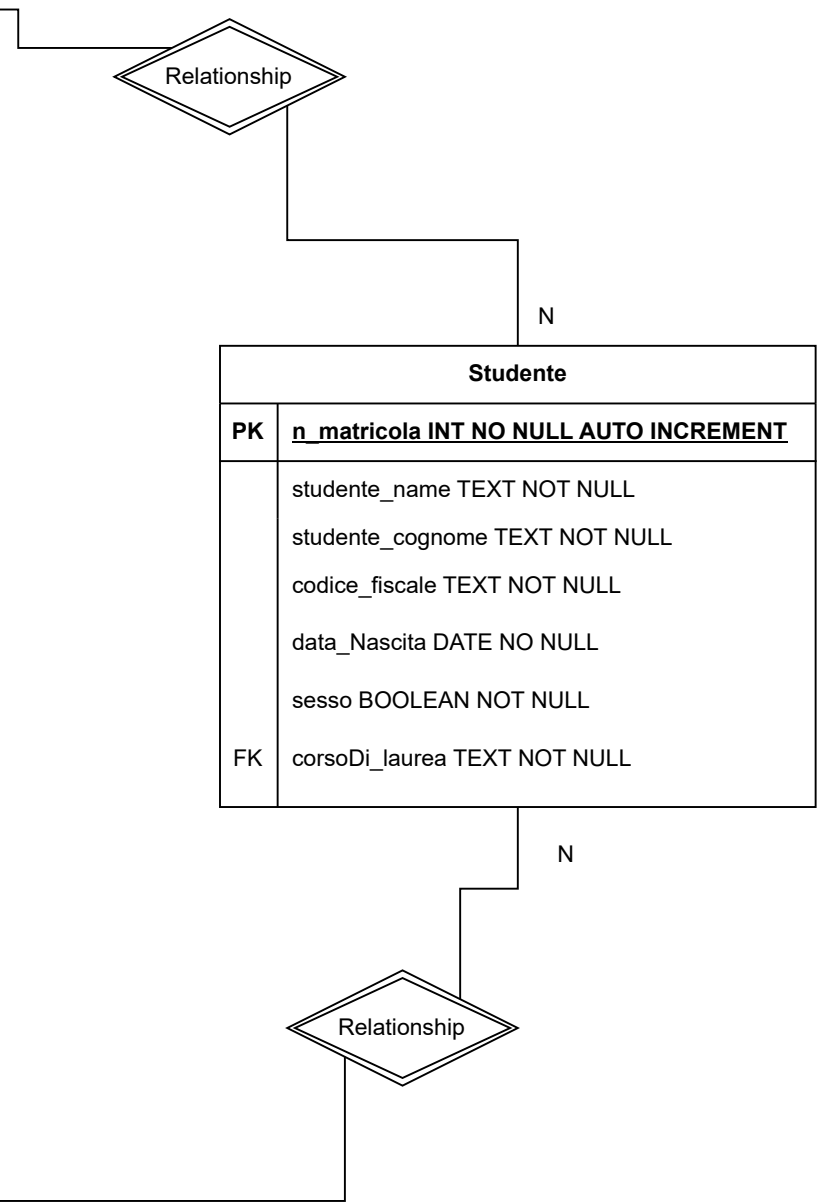 Relationship
N
Studente
PK n_matricola INT NO NULL AUTO INCREMENT
studente_name TEXT NOT NULL
studente_cognome TEXT NOT NULL
codice_fiscale TEXT NOT NULL
data_Nascita DATE NO NULL
sesso BOOLEAN NOT NULL
FK corsoDi_laurea TEXT NOT NULL
N
Relationship